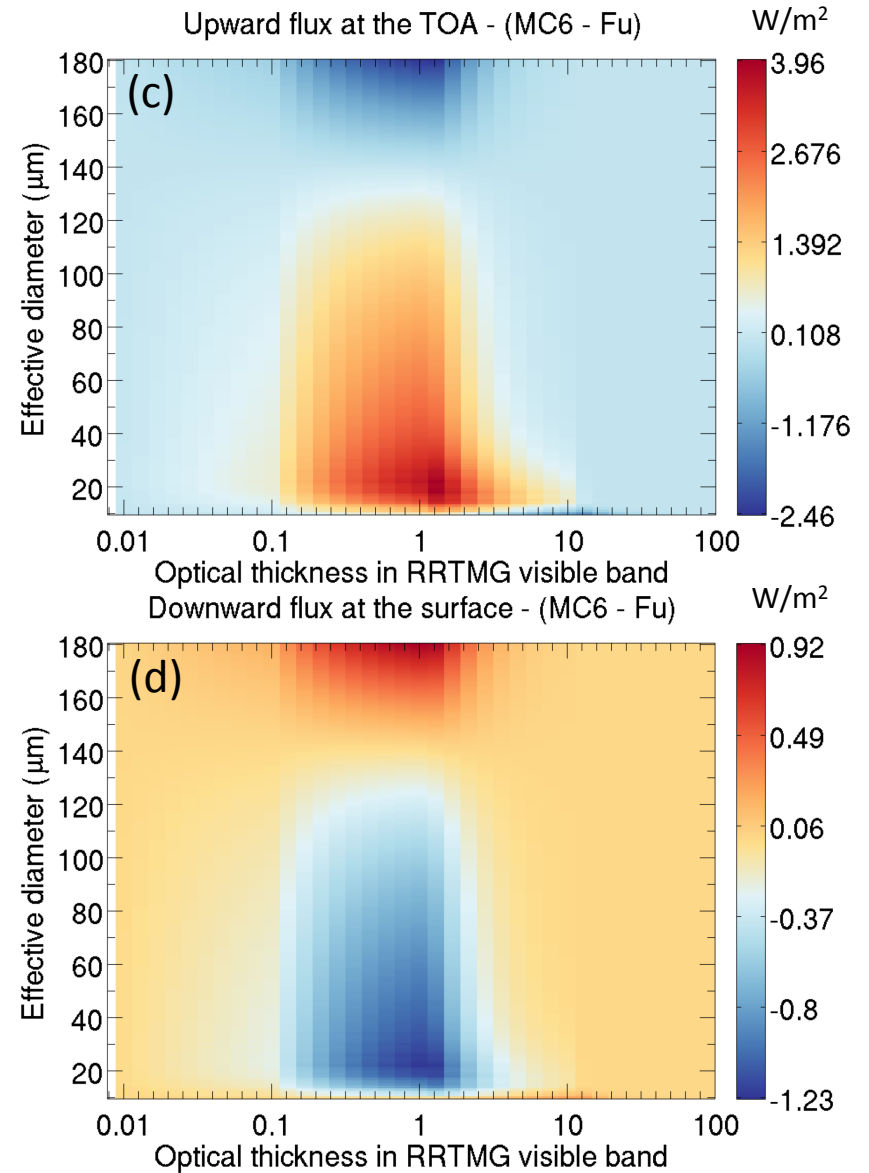 Upward flux at the TOA - (MC6 - Fu)
W/m²
(c)
Effective diameter (μm)
180
160
140
120
100
80
60
40
20
3.96
2.676
1.392
0.108
-1.176
-2.46
0.01 0.1 1 10 100
Optical thickness in RRTMG visible band
Downward flux at the surface - (MC6 - Fu)
W/m²
(d)
Effective diameter (μm)
180
160
140
120
100
80
60
40
20
0.92
0.49
0.06
-0.37
-0.8
-1.23
0.01 0.1 1 10 100
Optical thickness in RRTMG visible band